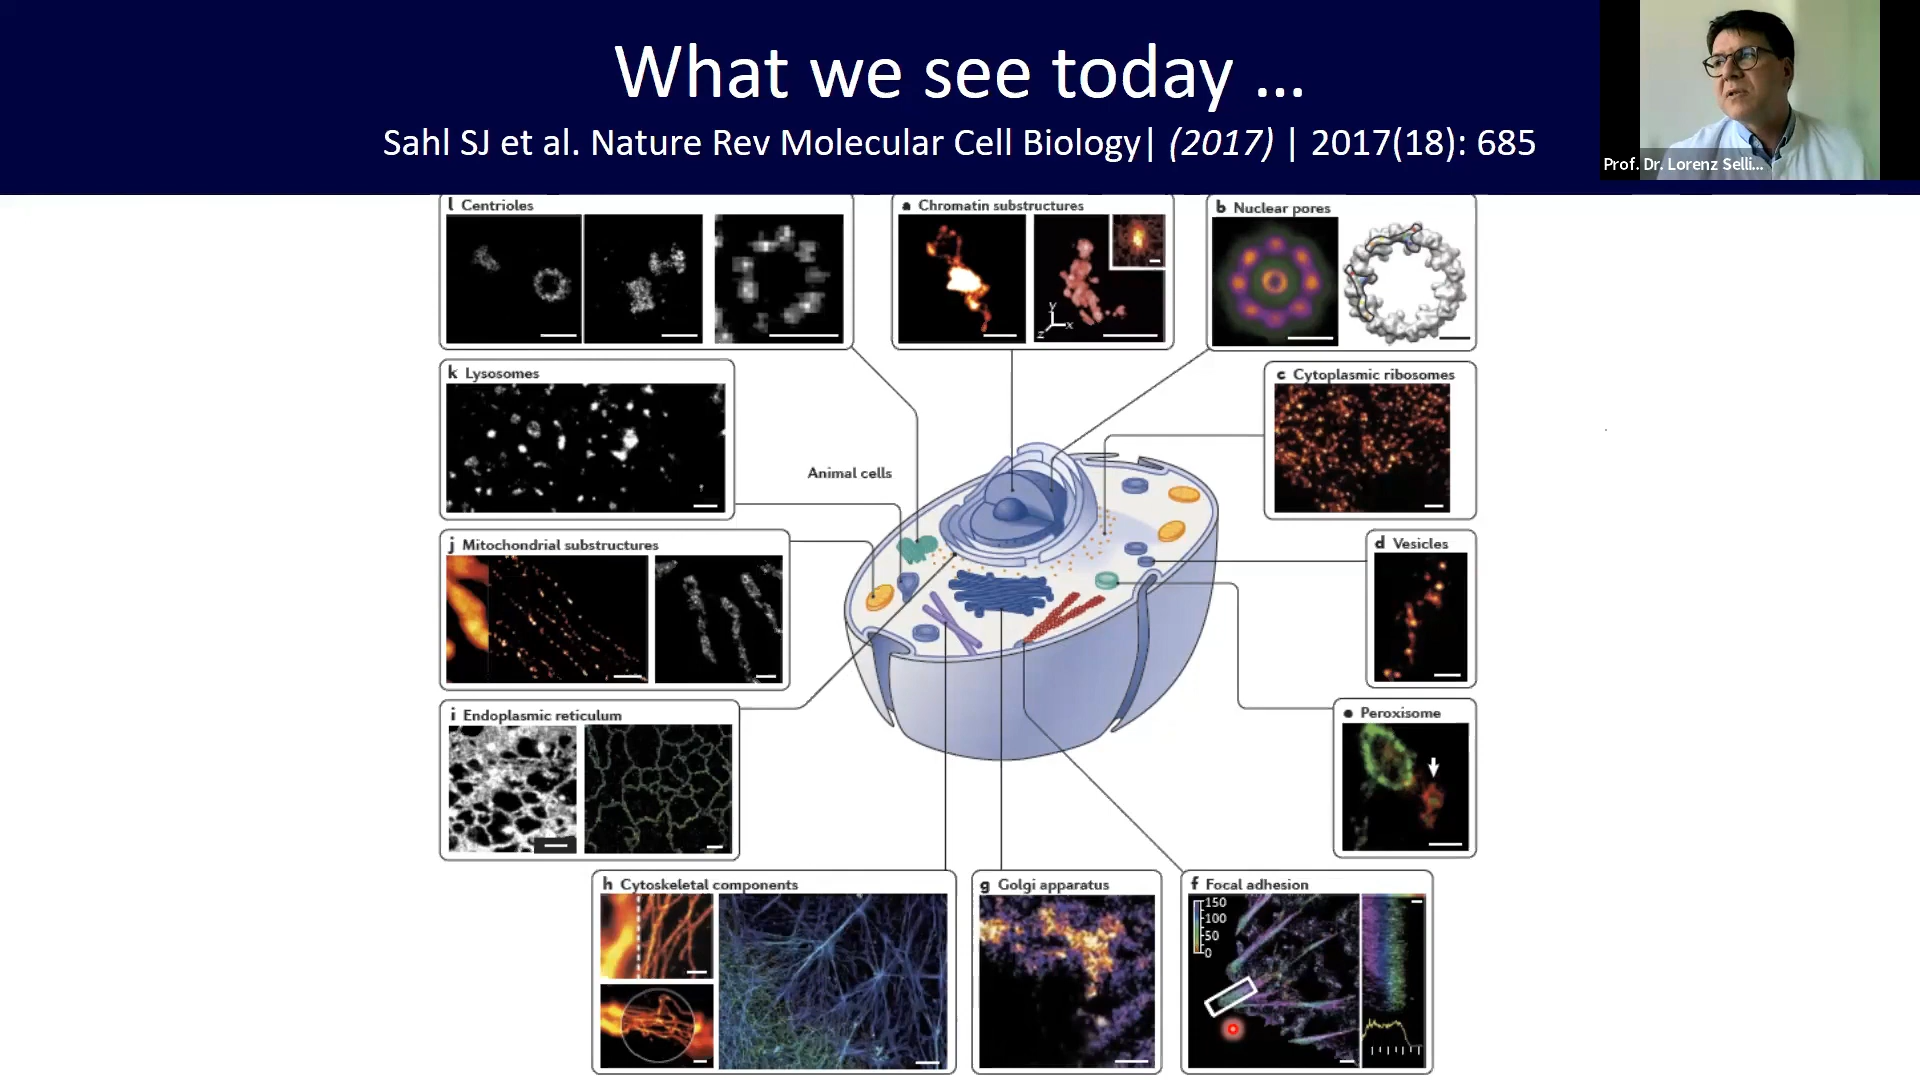 What we see today ...
Sahl SJ et al. Nature Rev Molecular Cell Biology| (2017) | 2017(18): 685
Prof. Dr. Lorenz Selli...
l Centrioles
a Chromatin substructures
y
z
x
b Nuclear pores
k Lysosomes
c Cytoplasmic ribosomes
Animal cells
j Mitochondrial substructures
d Vesicles
i Endoplasmic reticulum
e Peroxisome
h Cytoskeletal components
g Golgi apparatus
f Focal adhesion
150
100
50
0